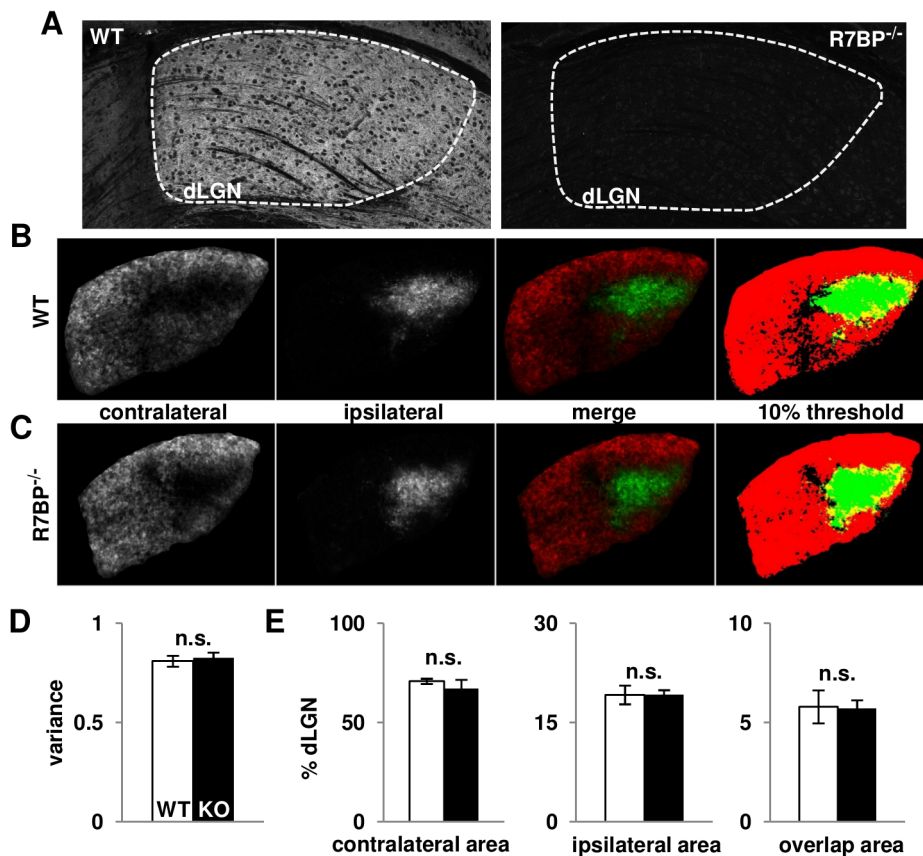 A
WT
R7BP-/-
dLGN
dLGN
B
WT
contralateral
ipsilateral
merge
10% threshold
C
R7BP-/-
D
E
1
n.s.
0.5
variance
WT
KO
0
100
n.s.
50
% dLGN
0
contralateral area
30
n.s.
15
0
ipsilateral area
10
n.s.
5
0
overlap area